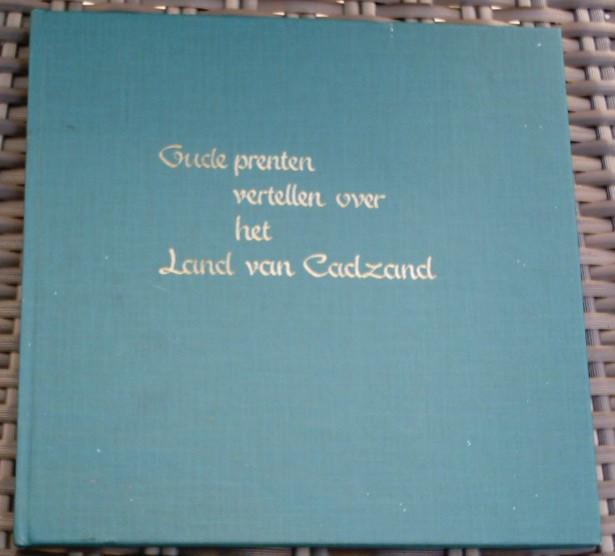 Oude prenten
vertellen over
het
Land van Cadzand